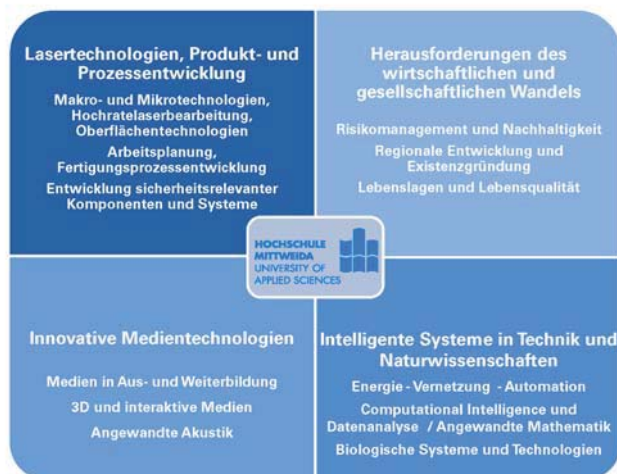 Lasertechnologien, Produkt- und
Prozessentwicklung
Makro- und Mikrotechnologien,
Hochratelaserbearbeitung,
Oberflächentechnologien
Arbeitsplanung,
Fertigungsprozessentwicklung
Entwicklung sicherheitsrelevanter
Komponenten und Systeme
Herausforderungen des
wirtschaftlichen und
gesellschaftlichen Wandels
Risikomanagement und Nachhaltigkeit
Regionale Entwicklung und
Existenzgründung
Lebenslagen und Lebensqualität
HOCHSCHULE
MITTWEIDA
UNIVERSITY OF
APPLIED SCIENCES
Innovative Medientechnologien
Medien in Aus- und Weiterbildung
3D und interaktive Medien
Angewandte Akustik
Intelligente Systeme in Technik und
Naturwissenschaften
Energie - Vernetzung - Automation
Computational Intelligence und
Datenanalyse / Angewandte Mathematik
Biologische Systeme und Technologien